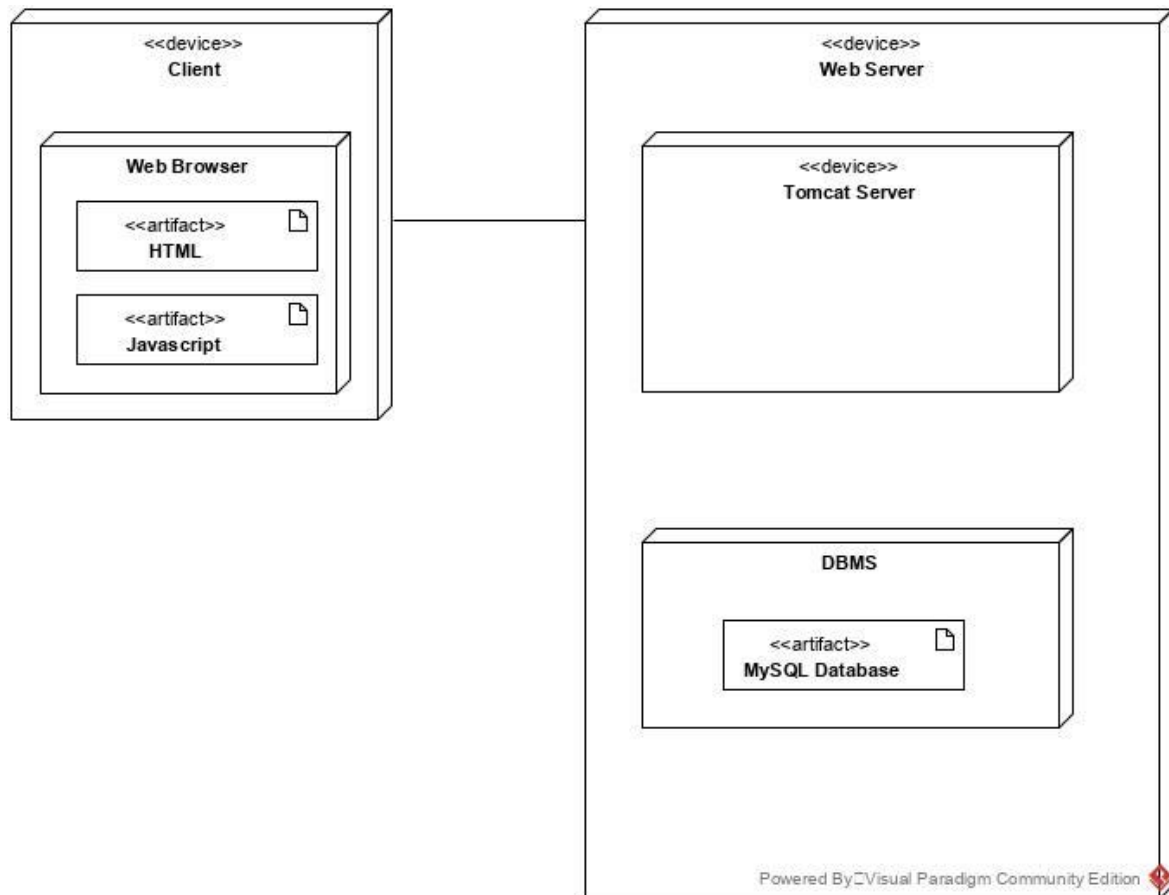 <<device>>
Client
Web Browser
<<artifact>>
HTML
<<artifact>>
Javascript
<<device>>
Web Server
<<device>>
Tomcat Server
DBMS
<<artifact>>
MySQL Database
Powered By□Visual Paradigm Community Edition